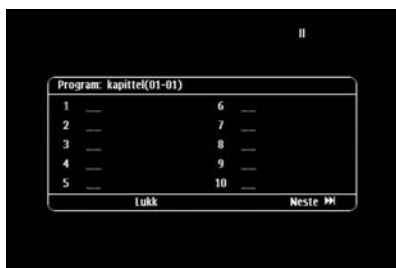 Program: kapittel(01-01)
1 __ 6 __
2 __ 7 __
3 __ 8 __
4 __ 9 __
5 __ 10 __
Lukk Neste ⏭